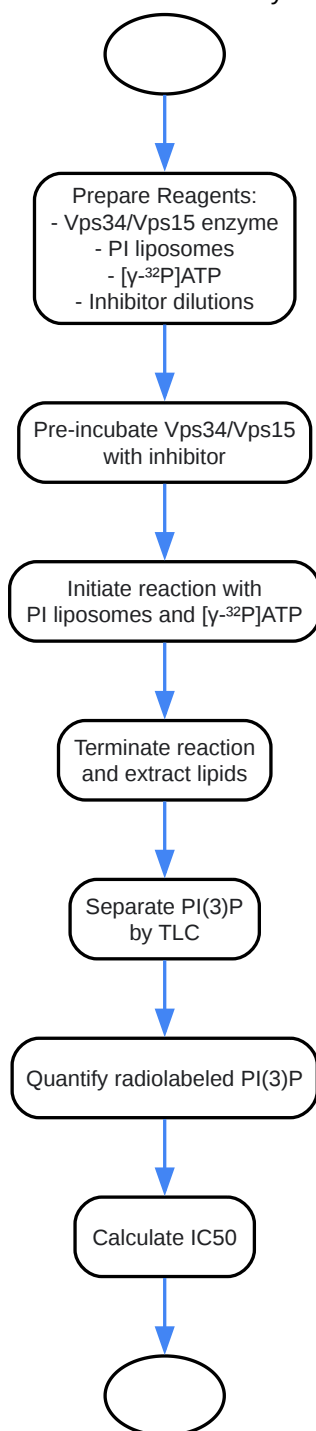 Prepare Reagents:
- Vps34/Vps15 enzyme
- PI liposomes
- [γ-³²P]ATP
- Inhibitor dilutions
Pre-incubate Vps34/Vps15
with inhibitor
Initiate reaction with
PI liposomes and [γ-³²P]ATP
Terminate reaction
and extract lipids
Separate PI(3)P
by TLC
Quantify radiolabeled PI(3)P
Calculate IC50